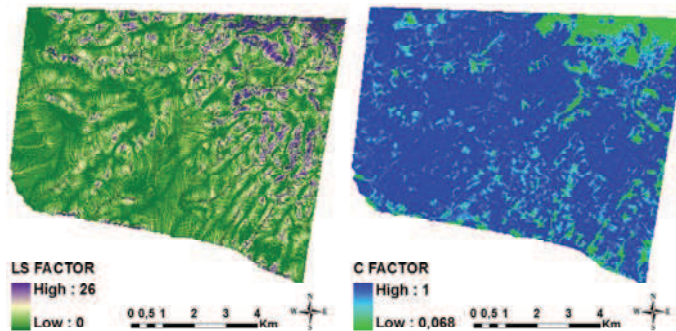 LS FACTOR
High : 26
Low : 0
0 0,5 1 2 3 4
Km
N
W E
S
C FACTOR
High : 1
Low : 0,068
0 0,5 1 2 3 4
Km
N
W E
S